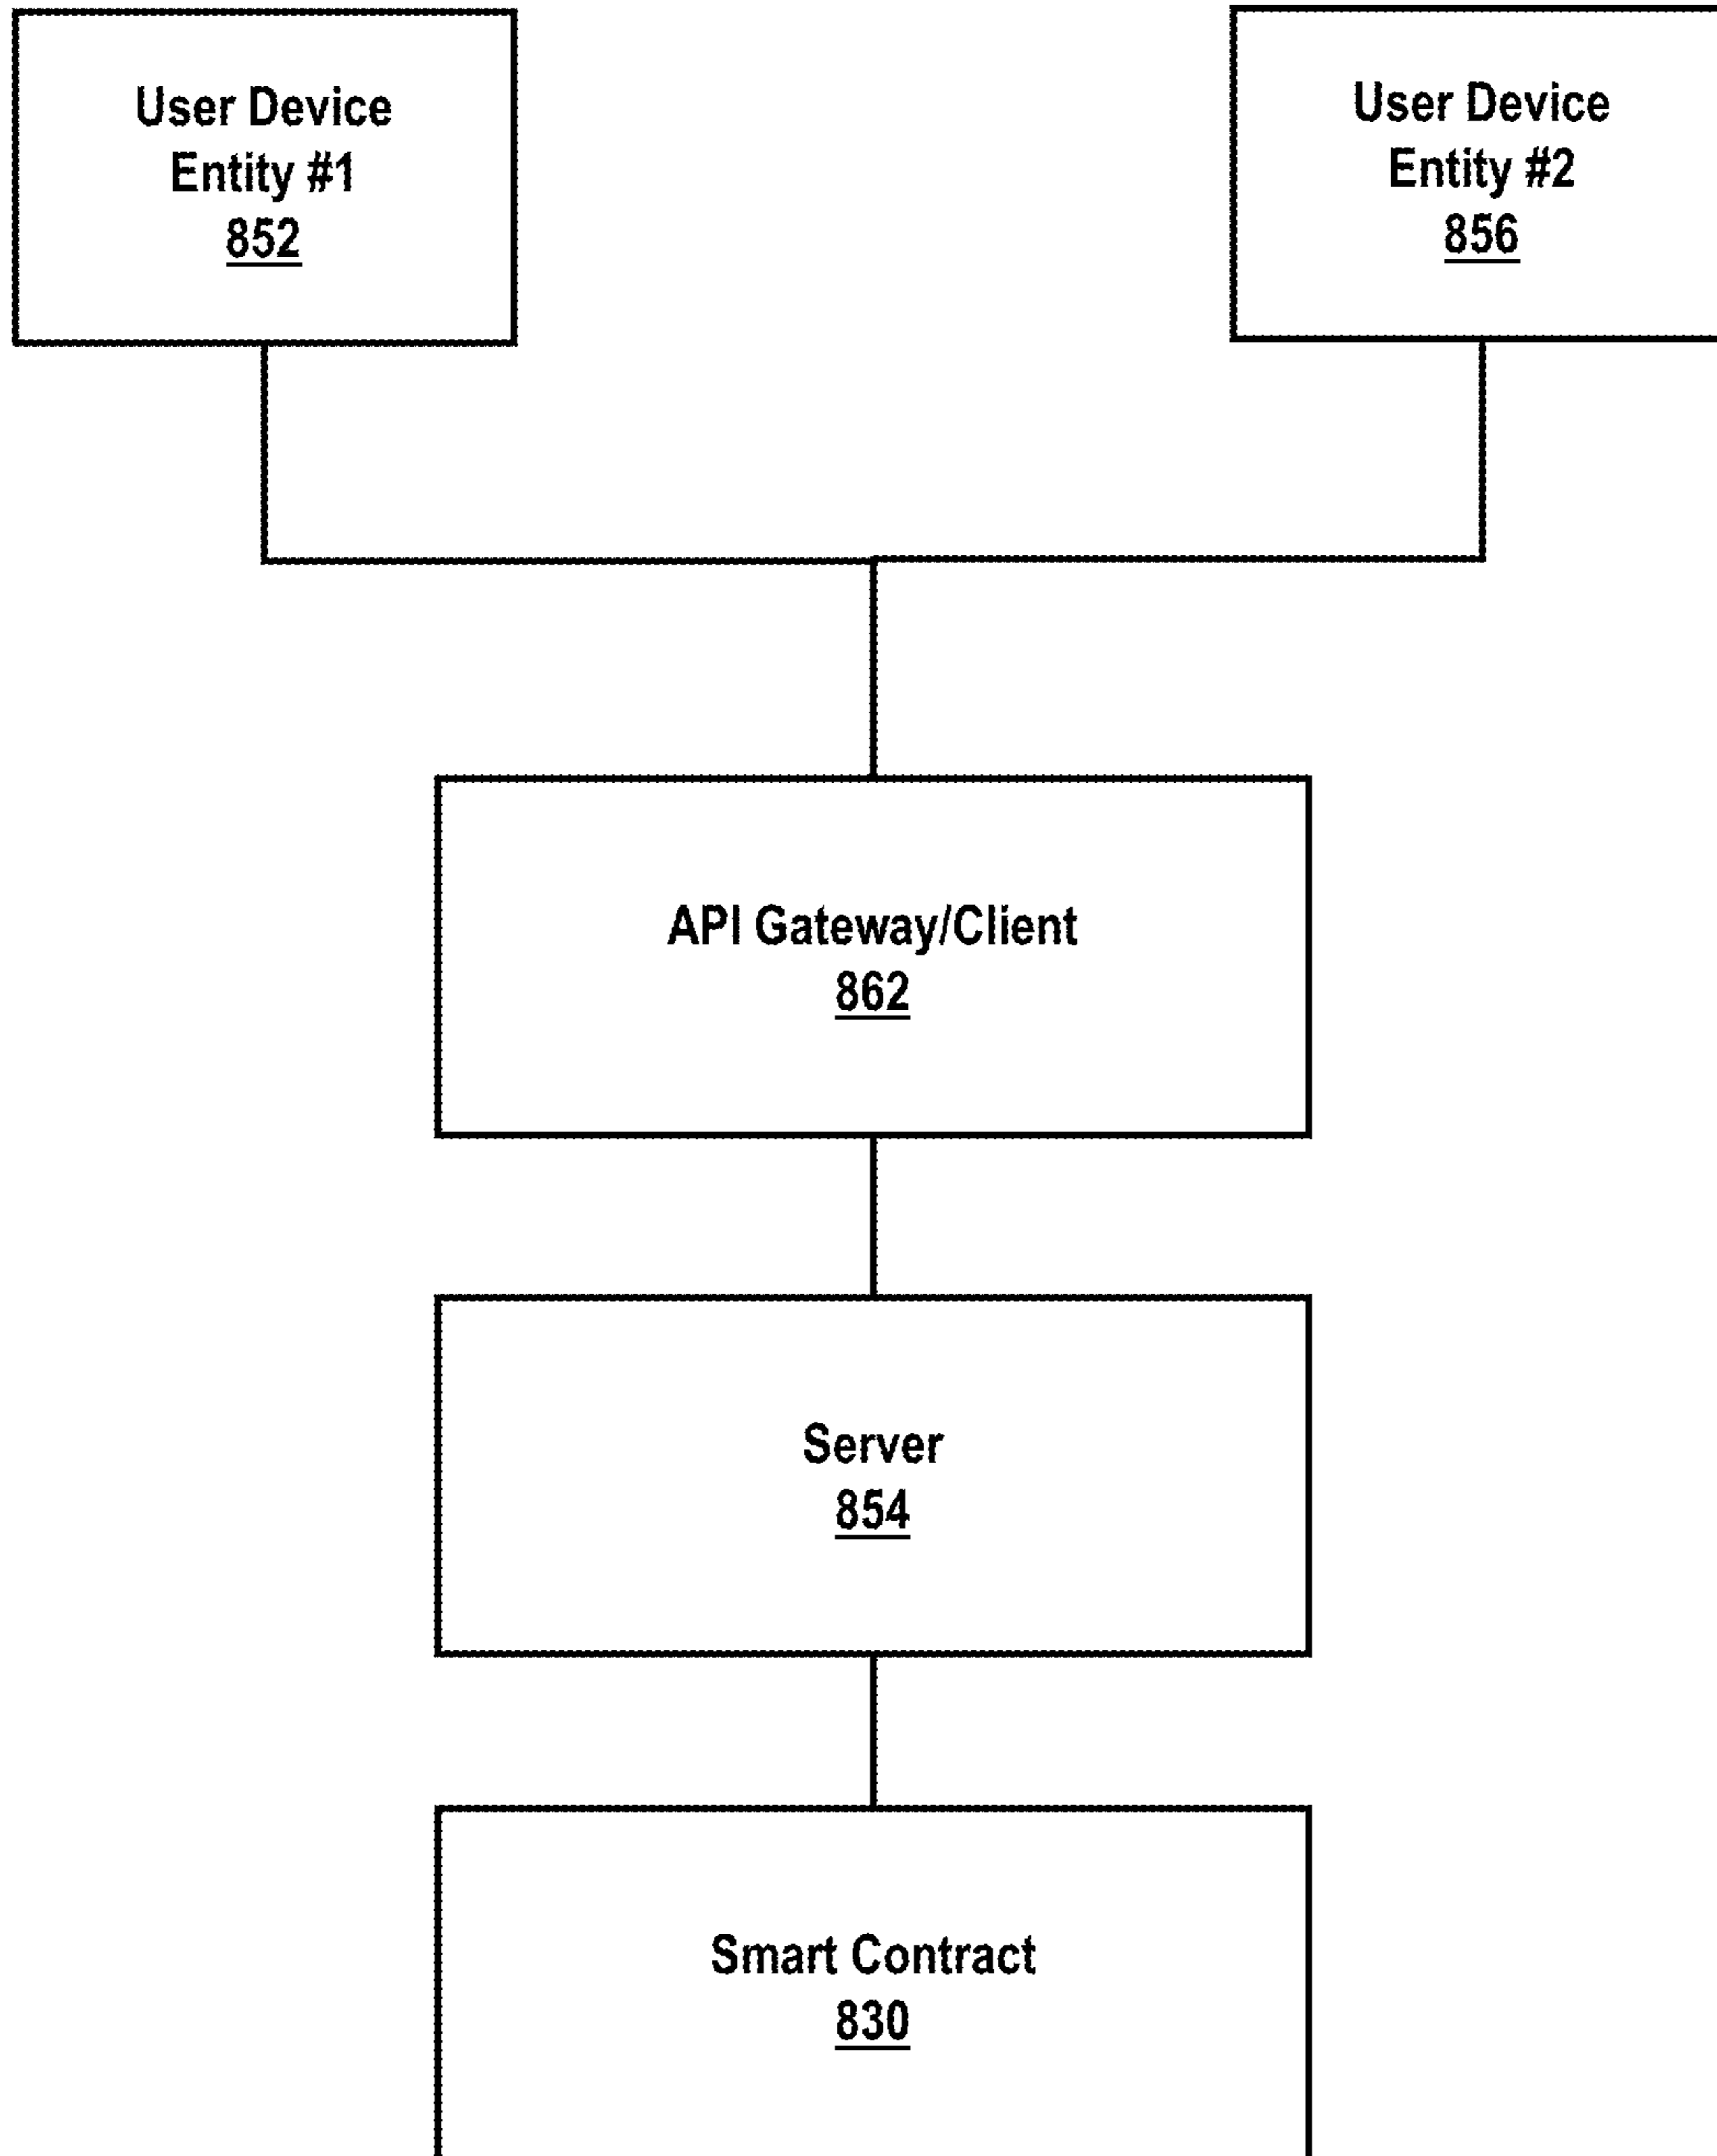 User Device
Entity #1
852
User Device
Entity #2
856
API Gateway/Client
862
Server
854
Smart Contract
830